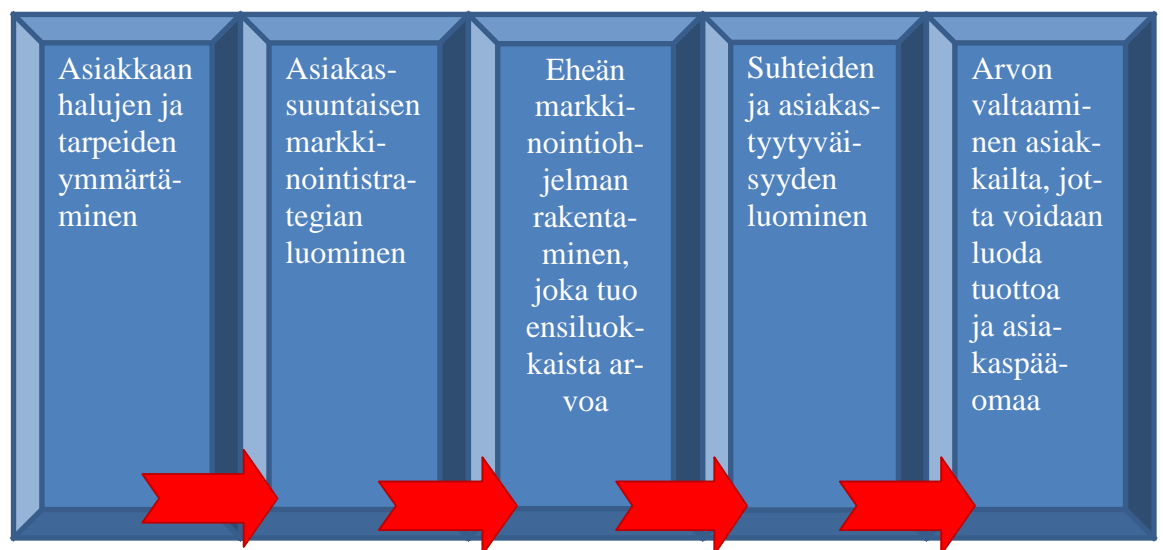 Asiakkaan
halujen ja
tarpeiden
ymmärtä-
minen
Asiakas-
suuntaisen
markki-
nointistra-
tegian
luominen
Eheän
markki-
nointioh-
jelman
rakenta-
minen,
joka tuo
ensiluok-
kaista ar-
voa
Suhteiden
ja asiakas-
tyytyväi-
syyden
luominen
Arvon
valtaami-
nen asiak-
kailta, jot-
ta voidaan
luoda
tuottoa
ja asia-
kaspää-
omaa